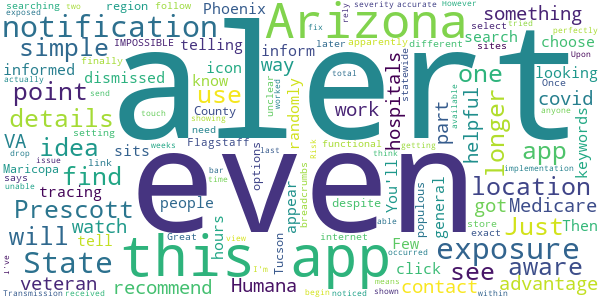 searching two
exposed
region follow
Phoenix
Arizona
rely
severity accurate
However
Upon
fix
tried
notification
icon
IMPOSSIBLE
telling
inform
later
different
select
perfectly
something
simple
finally
dismissed
way
apparently
search
sites
choose
informed
actually
know
statewide
Once
looking
point
send
use
unclear
worked
randomly
hospitals
one
anyone
covid
details
touch
showing
County
work
part
helpful
longer
available
keywords
VA
idea
setting
need
Flagstaff
total
app
drop
issue
link
weeks
last
functional
getting
implementation
Maricopa
says
sits
options
Risk
think
You'll
location
unable
tracing
find
bar
time
breadcrumbs
despite
able
populous
general
got
Medicare
Prescott
people
appear
store
exact
Just
Then
will
watch
hours
Great
view
internet
Few
exposure
State
tell
this app
Tucson
click
see
aware
veteran
recommend
Humana
I'm
means
begin
occurred
contact
advantage
I've
Transmission
received
noticed
shown
within
alert
even